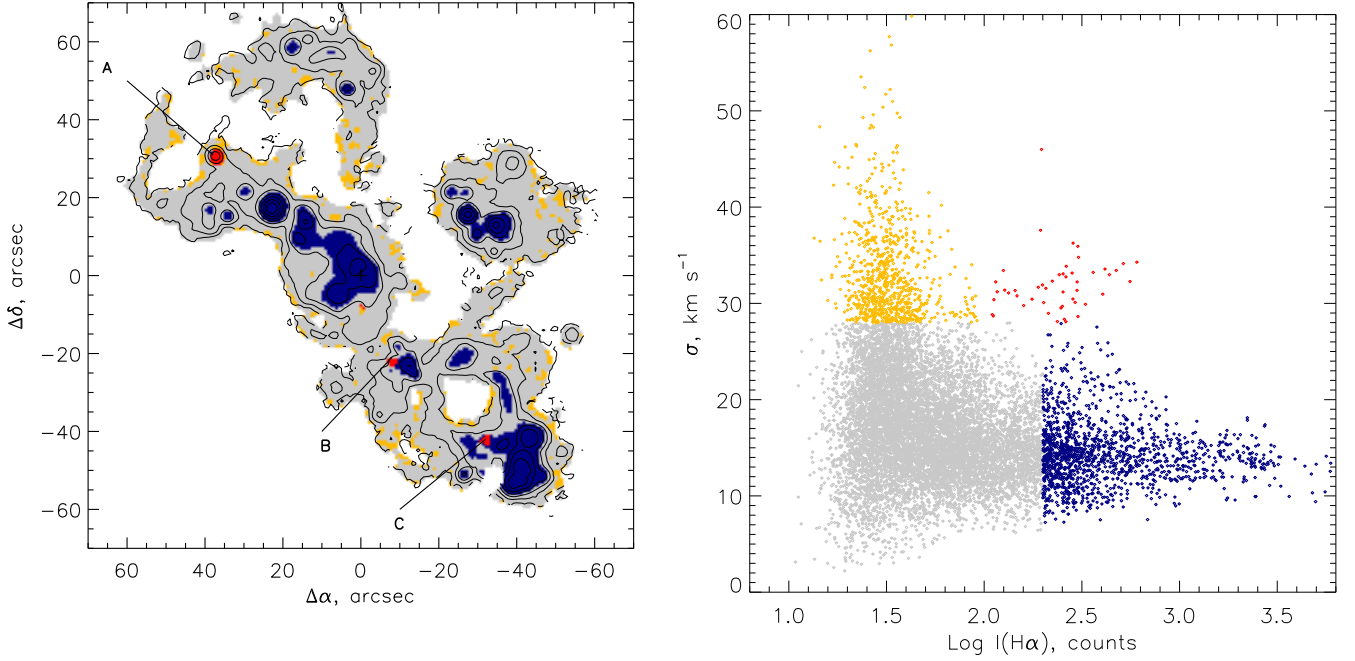 A
B
C
60
40
20
0
−20
−40
−60
Δδ, arcsec
60 40 20 0 −20 −40 −60
Δα, arcsec
60
50
40
30
20
10
0
σ, km s⁻¹
1.0 1.5 2.0 2.5 3.0 3.5
Log I(Hα), counts